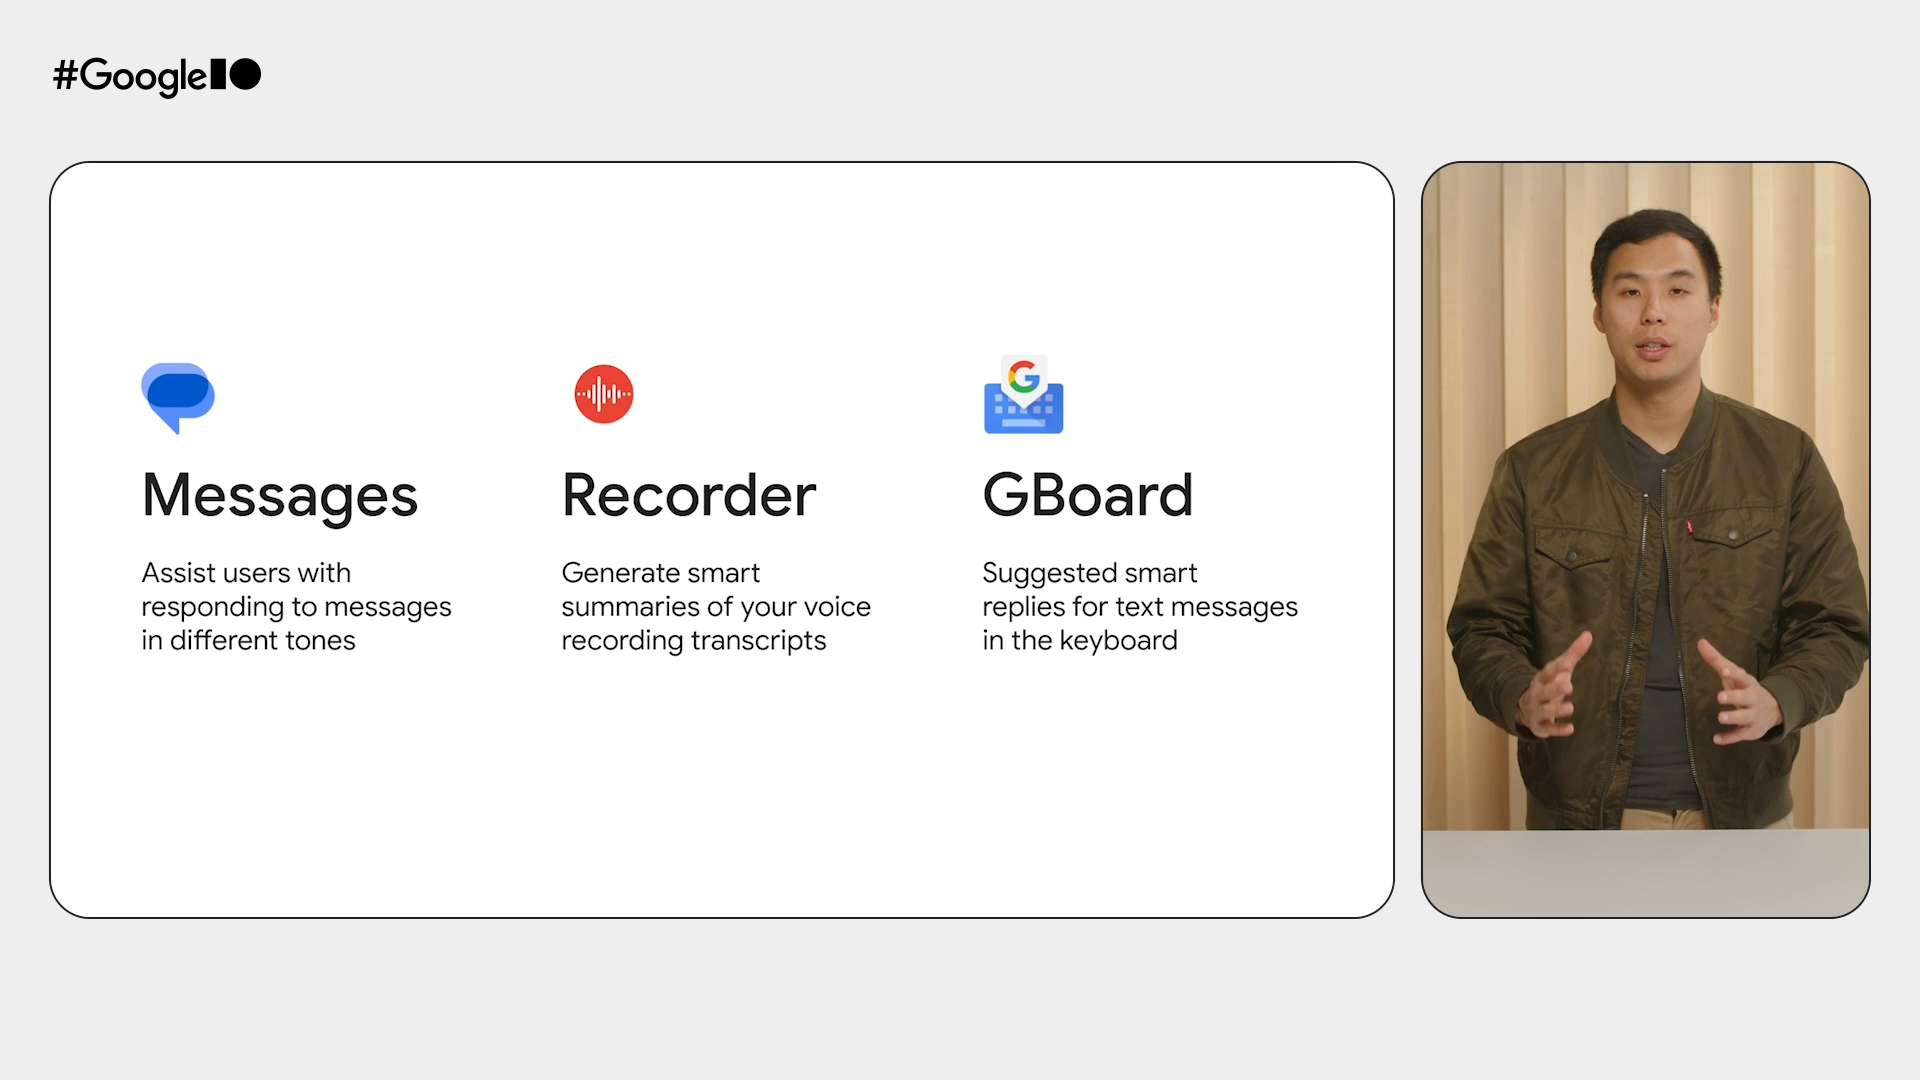 #GoogleIO
Messages
Assist users with
responding to messages
in different tones
Recorder
Generate smart
summaries of your voice
recording transcripts
GBoard
Suggested smart
replies for text messages
in the keyboard